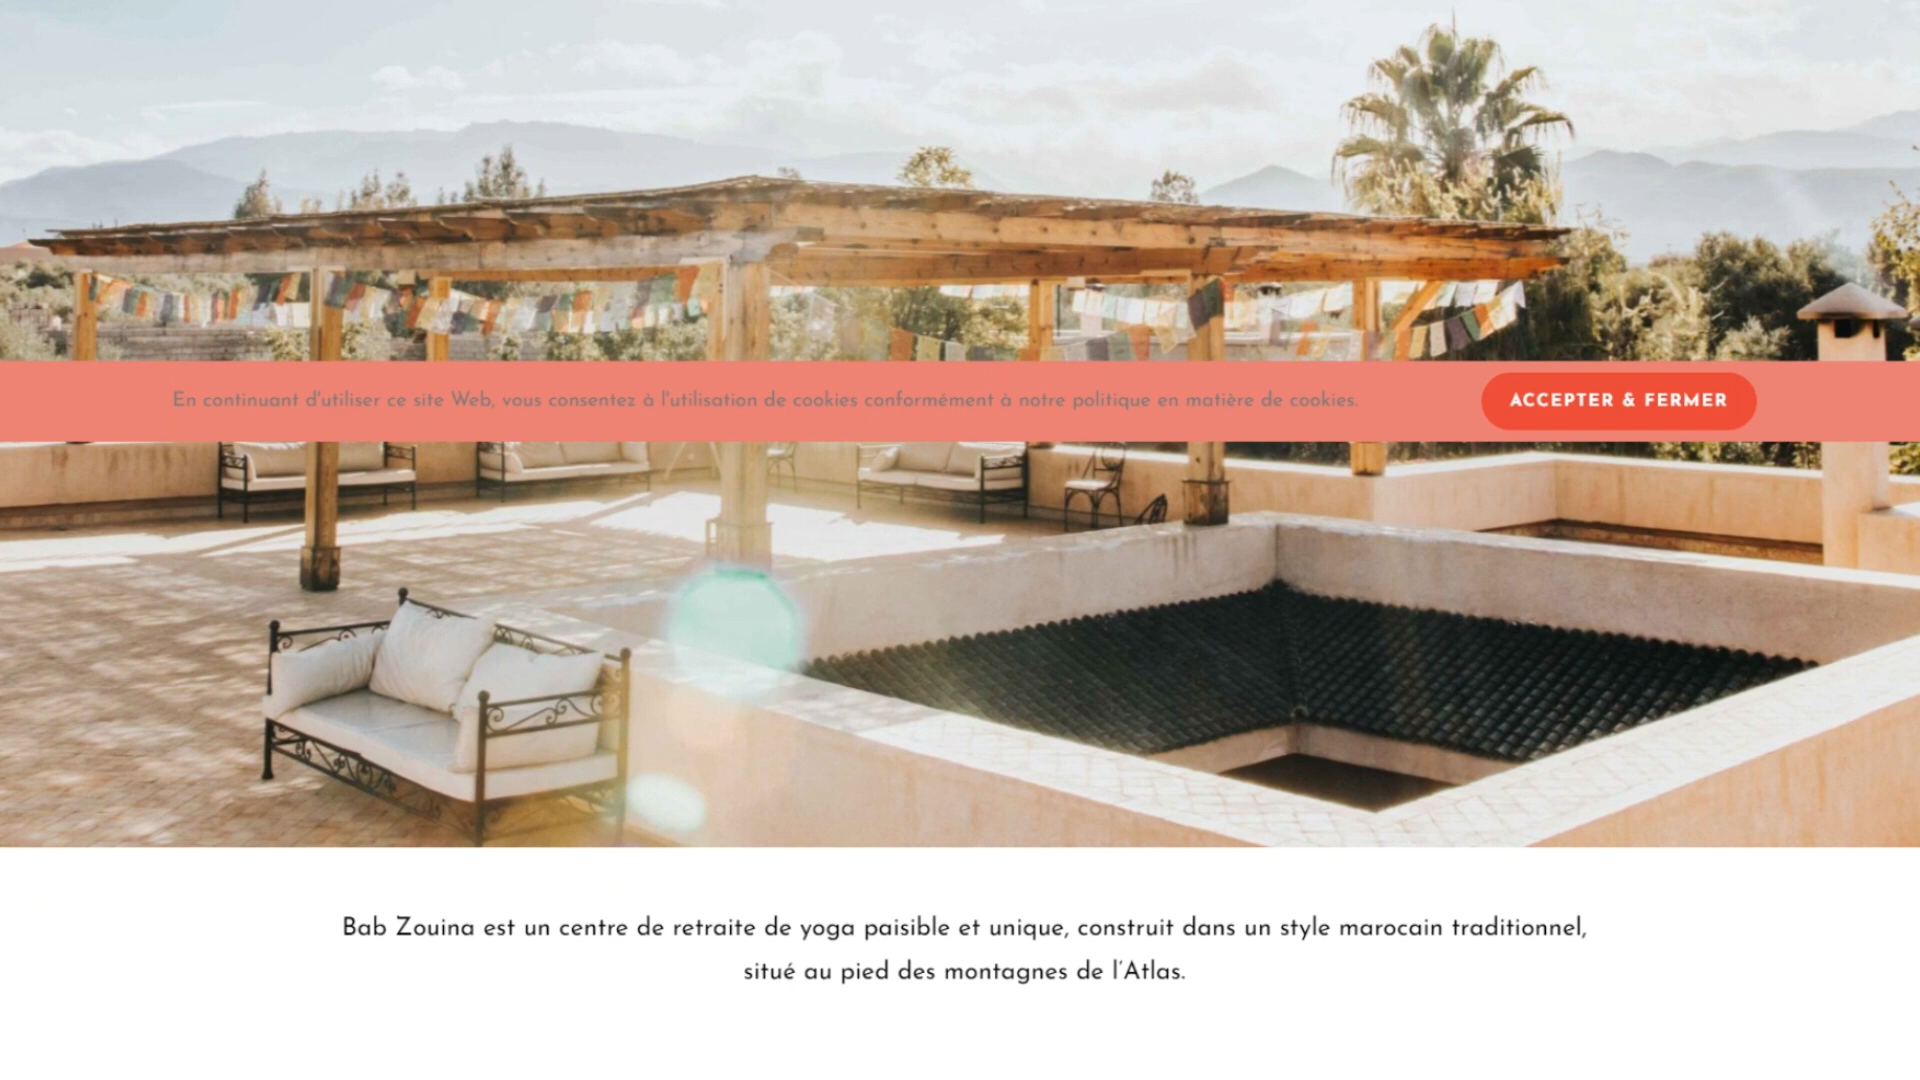 En continuant d'utiliser ce site Web, vous consentez à l'utilisation de cookies conformément à notre politique en matière de cookies.
ACCEPTER & FERMER
Bab Zouina est un centre de retraite de yoga paisible et unique, construit dans un style marocain traditionnel,
situé au pied des montagnes de l’Atlas.